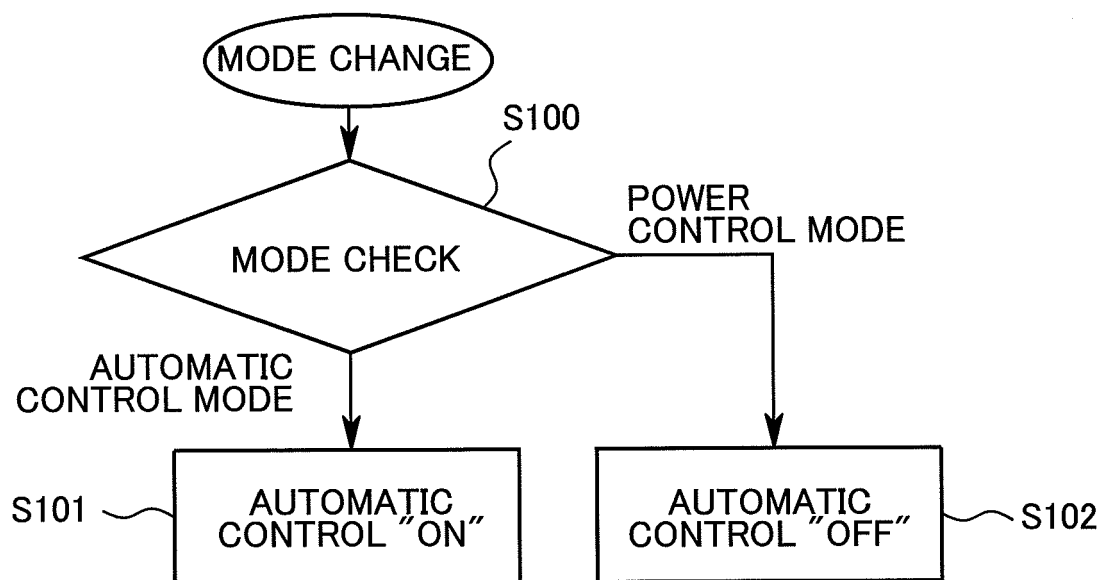 MODE CHANGE
S100
MODE CHECK
POWER
CONTROL MODE
AUTOMATIC
CONTROL MODE
S101
AUTOMATIC
CONTROL "ON"
AUTOMATIC
CONTROL "OFF"
S102